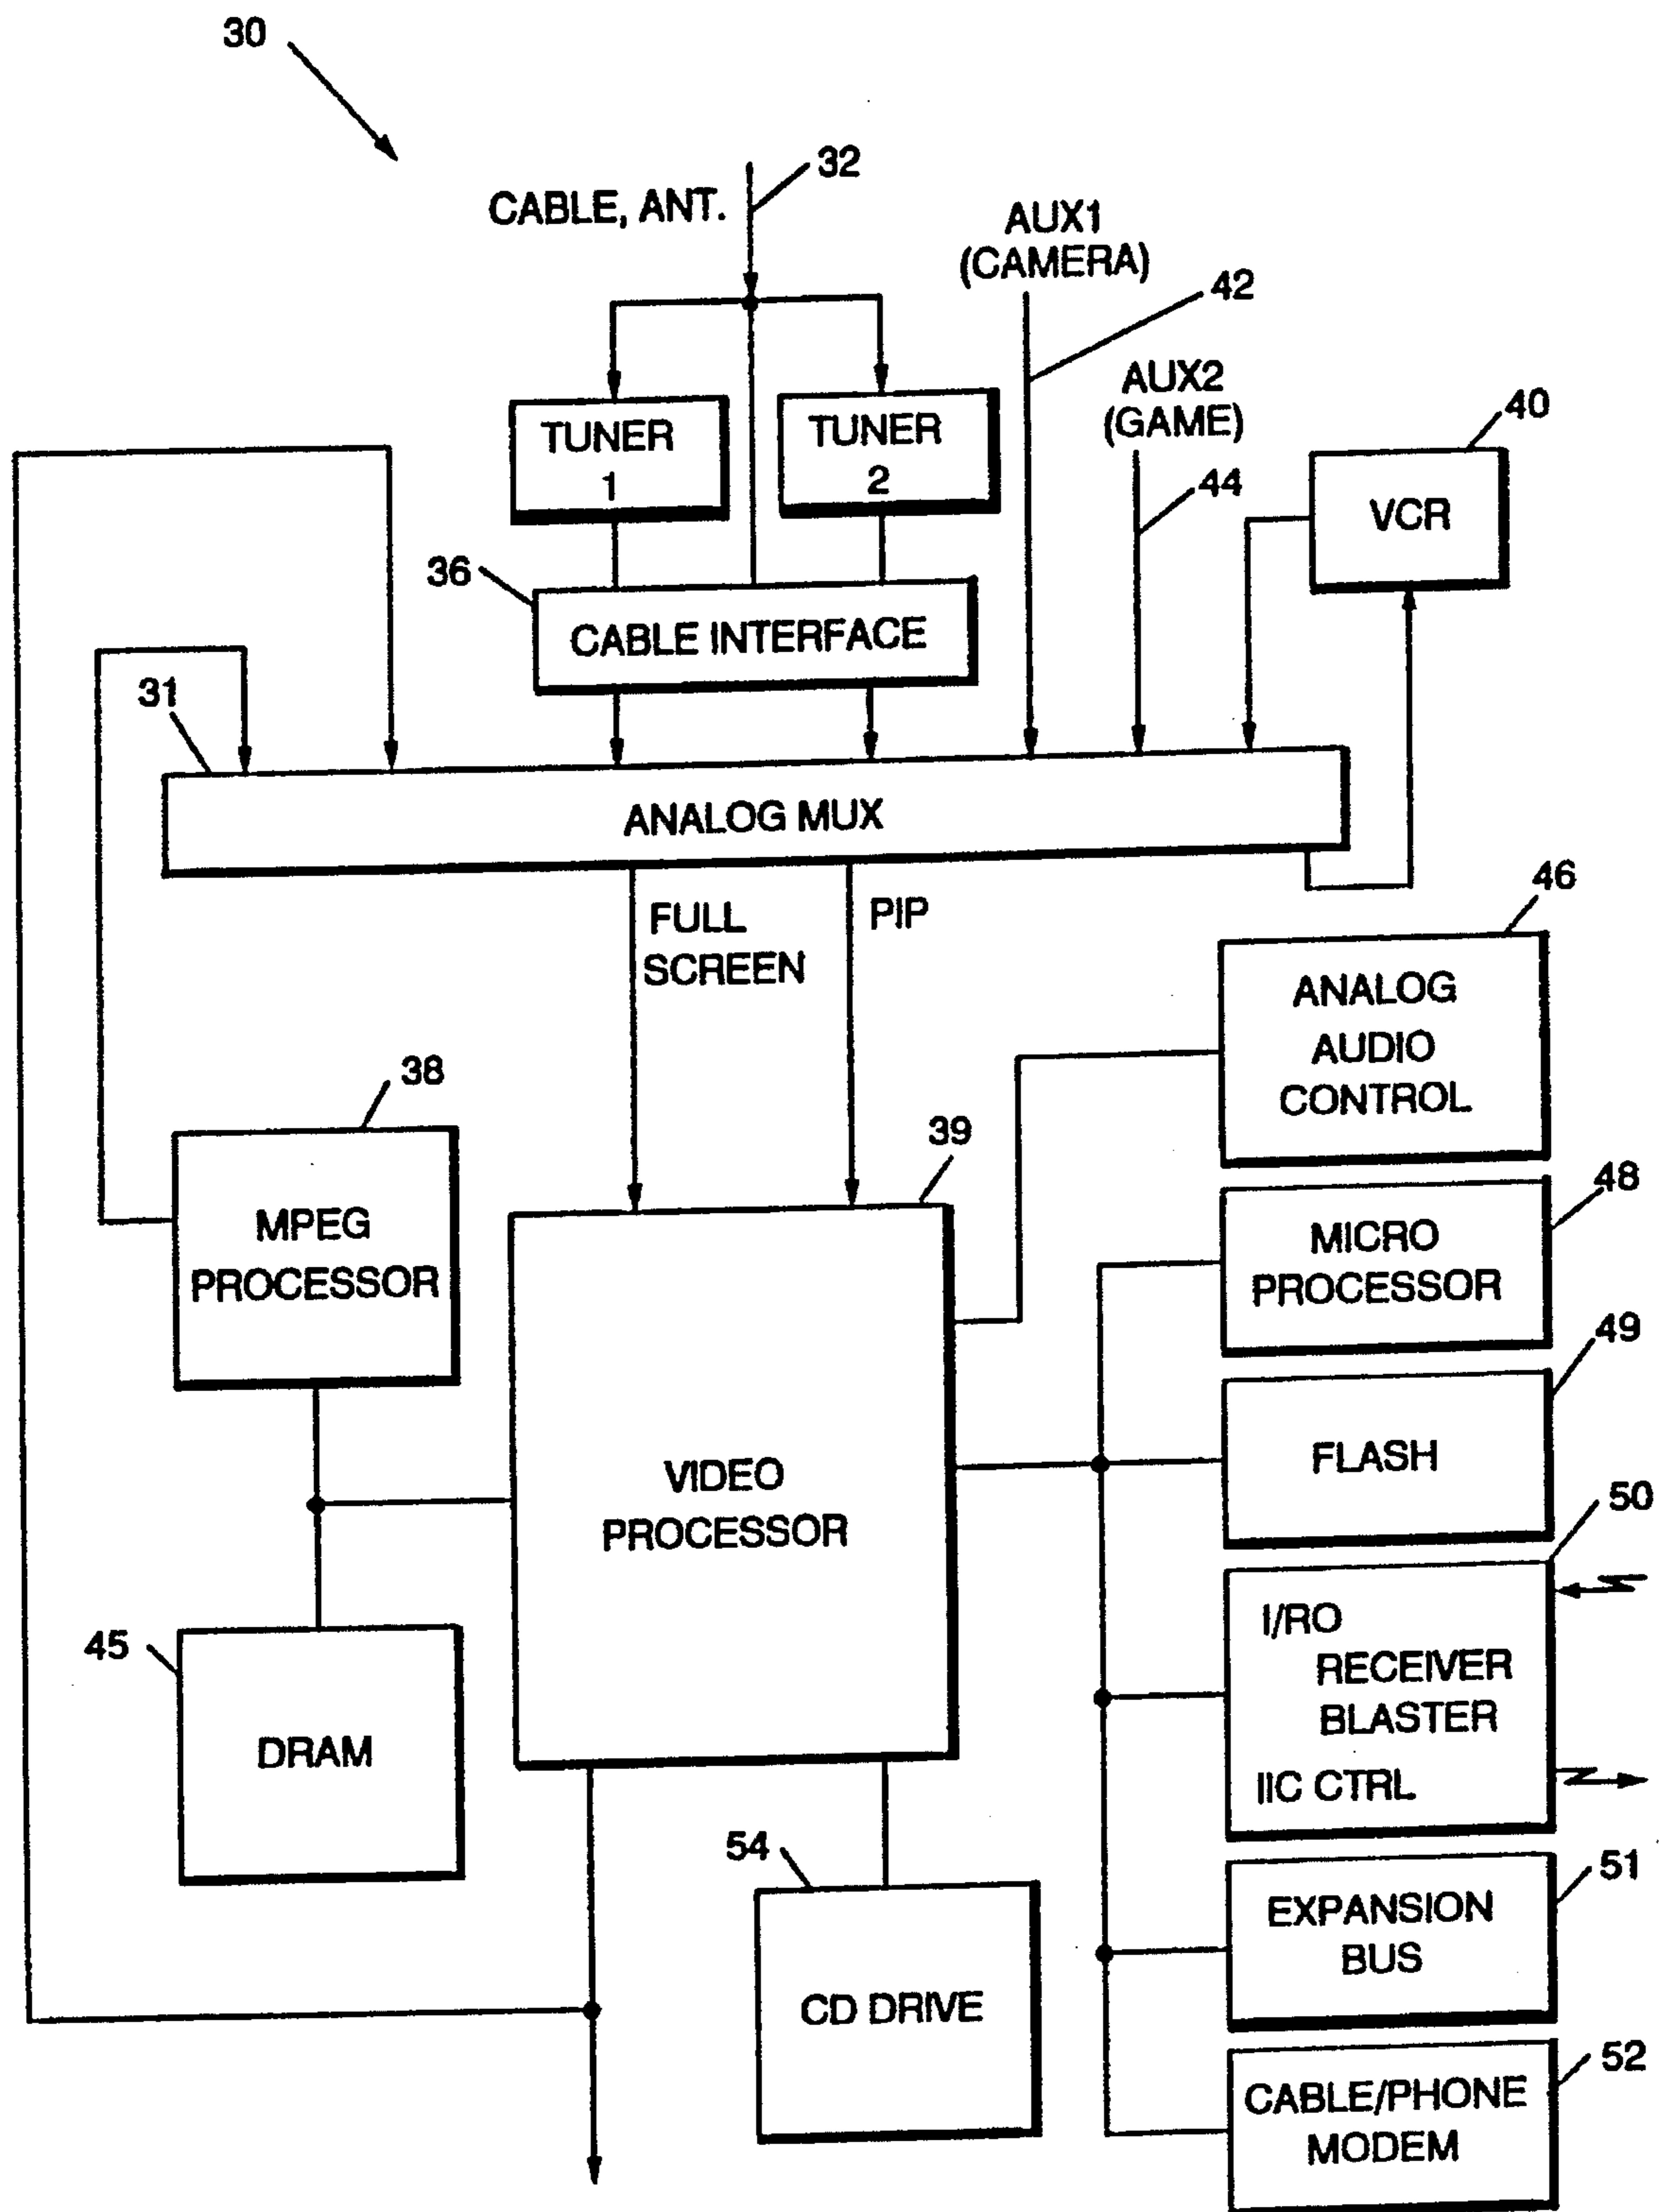 30
32
CABLE, ANT.
AUX1
(CAMERA)
42
AUX2
(GAME)
40
TUNER
1
TUNER
2
44
VCR
36
CABLE INTERFACE
31
ANALOG MUX
46
FULL
SCREEN
PIP
ANALOG
AUDIO
CONTROL
38
39
48
MPEG
PROCESSOR
MICRO
PROCESSOR
49
VIDEO
PROCESSOR
FLASH
50
I/RO
RECEIVER
BLASTER
IIC CTRL
45
DRAM
54
CD DRIVE
51
EXPANSION
BUS
52
CABLE/PHONE
MODEM